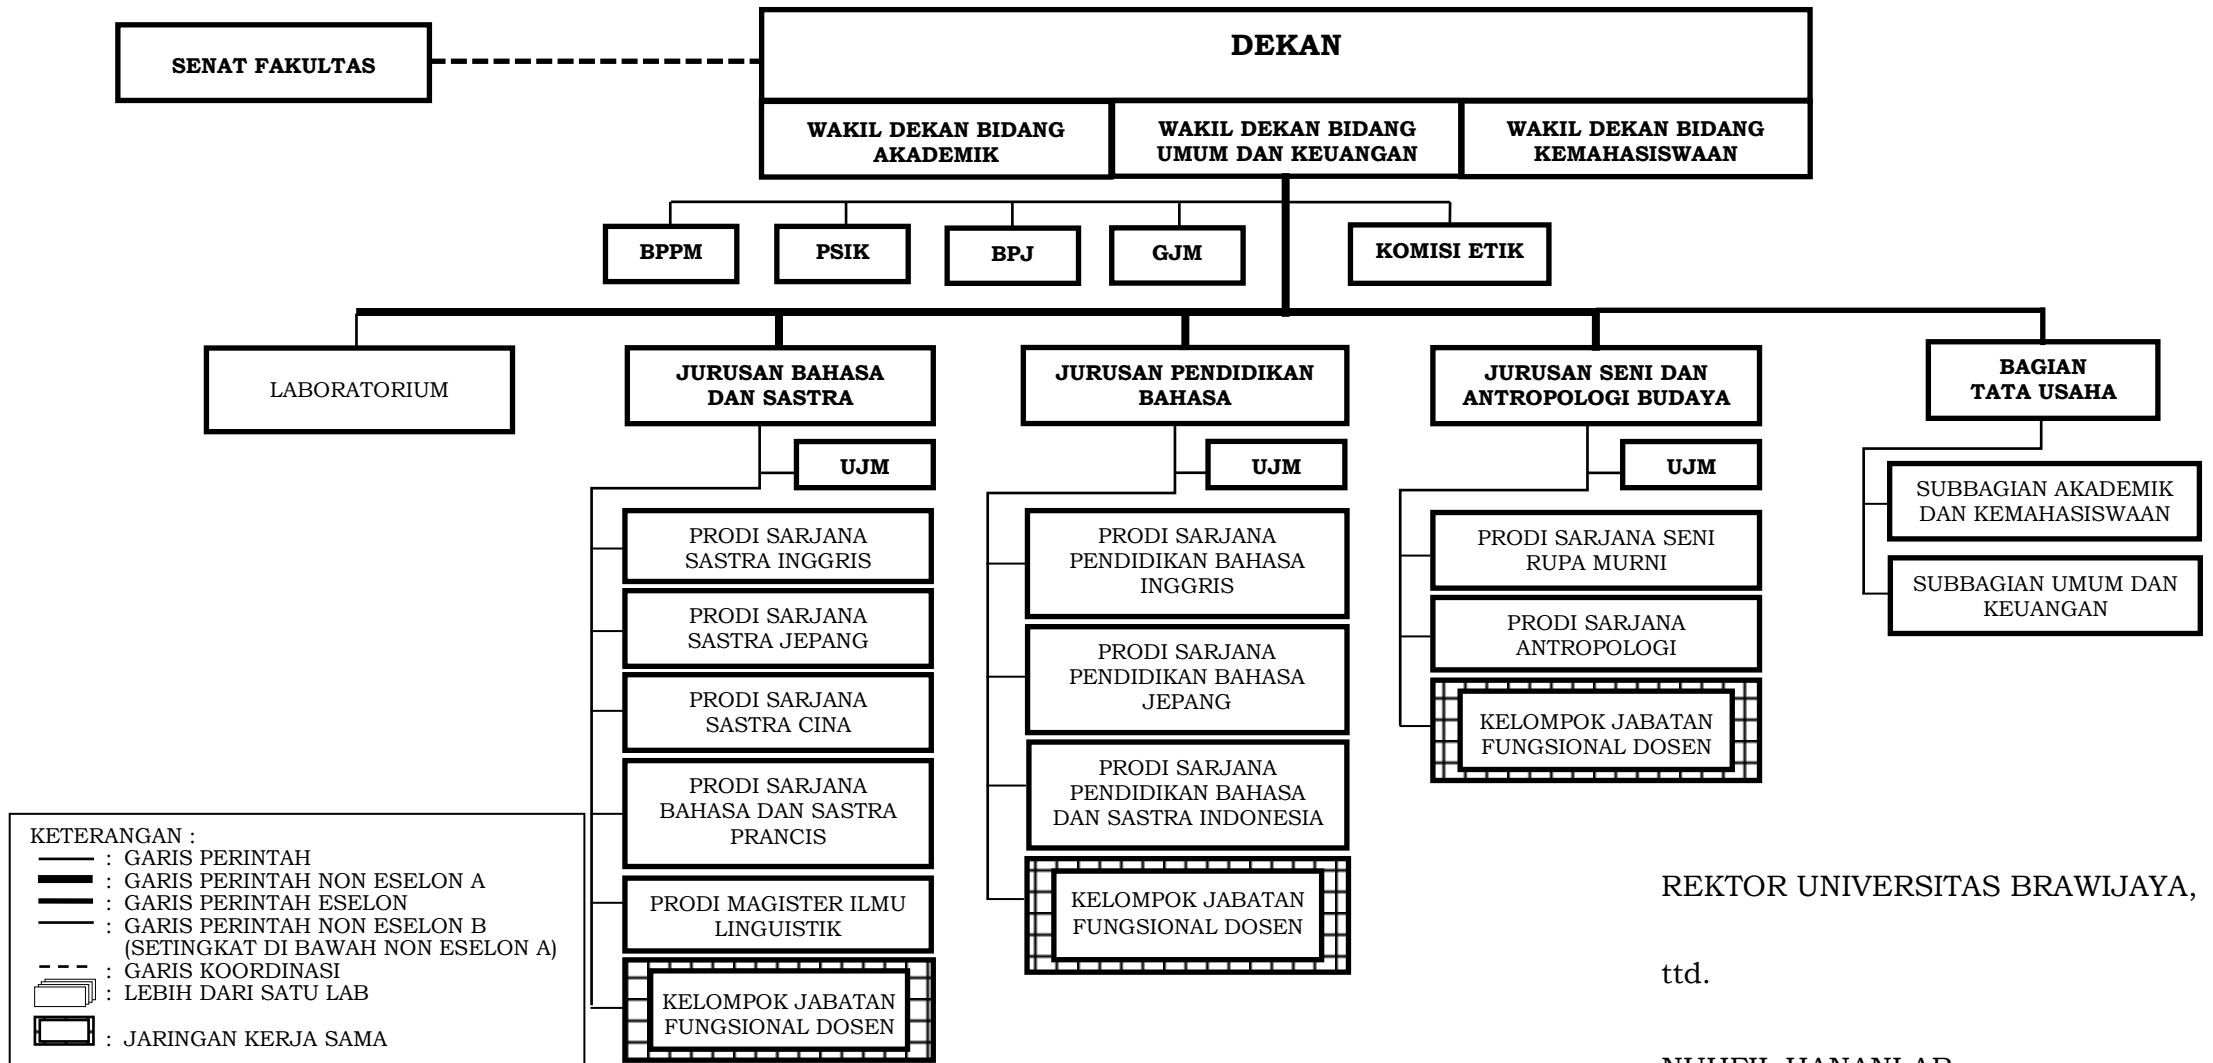 SENAT FAKULTAS
DEKAN
WAKIL DEKAN BIDANG
AKADEMIK
WAKIL DEKAN BIDANG
UMUM DAN KEUANGAN
WAKIL DEKAN BIDANG
KEMAHASISWAAN
BPPM
PSIK
BPJ
GJM
KOMISI ETIK
LABORATORIUM
JURUSAN BAHASA
DAN SASTRA
JURUSAN PENDIDIKAN
BAHASA
JURUSAN SENI DAN
ANTROPOLOGI BUDAYA
BAGIAN
TATA USAHA
UJM
PRODI SARJANA
SASTRA INGGRIS
PRODI SARJANA
SASTRA JEPANG
PRODI SARJANA
SASTRA CINA
PRODI SARJANA
BAHASA DAN SASTRA
PRANCIS
PRODI MAGISTER ILMU
LINGUISTIK
KELOMPOK JABATAN
FUNGSIONAL DOSEN
UJM
PRODI SARJANA
PENDIDIKAN BAHASA
INGGRIS
PRODI SARJANA
PENDIDIKAN BAHASA
JEPANG
PRODI SARJANA
PENDIDIKAN BAHASA
DAN SASTRA INDONESIA
KELOMPOK JABATAN
FUNGSIONAL DOSEN
UJM
PRODI SARJANA SENI
RUPA MURNI
PRODI SARJANA
ANTROPOLOGI
KELOMPOK JABATAN
FUNGSIONAL DOSEN
SUBBAGIAN AKADEMIK
DAN KEMAHASISWAAN
SUBBAGIAN UMUM DAN
KEUANGAN
KETERANGAN :
: GARIS PERINTAH
: GARIS PERINTAH NON ESELON A
: GARIS PERINTAH ESELON
: GARIS PERINTAH NON ESELON B
(SETINGKAT DI BAWAH NON ESELON A)
: GARIS KOORDINASI
: LEBIH DARI SATU LAB
: JARINGAN KERJA SAMA
REKTOR UNIVERSITAS BRAWIJAYA,
ttd.